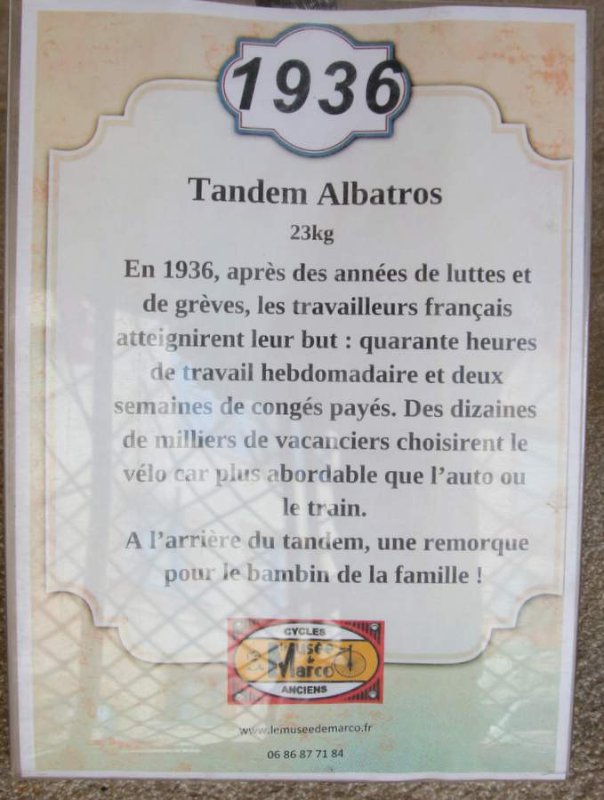 1936
Tandem Albatros
23kg
En 1936, après des années de luttes et
de grèves, les travailleurs français
atteignirent leur but : quarante heures
de travail hebdomadaire et deux
semaines de congés payés. Des dizaines
de milliers de vacanciers choisirent le
vélo car plus abordable que l’auto ou
le train.
A l’arrière du tandem, une remorque
pour le bambin de la famille !
CYCLES
Musée
de
Marco
ANCIENS
www.lemuseedemarco.fr
06 86 87 71 84